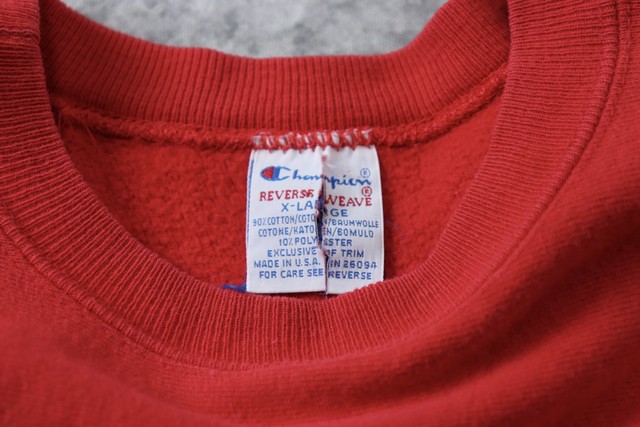 Champion®
REVERSE WEAVE®
X-LARGE
90% COTTON/COTON/BAUMWOLLE
COTONE/KATOEN/BOMULD
10% POLYESTER
EXCLUSIVE OF TRIM
MADE IN U.S.A. RN 26094
FOR CARE SEE REVERSE